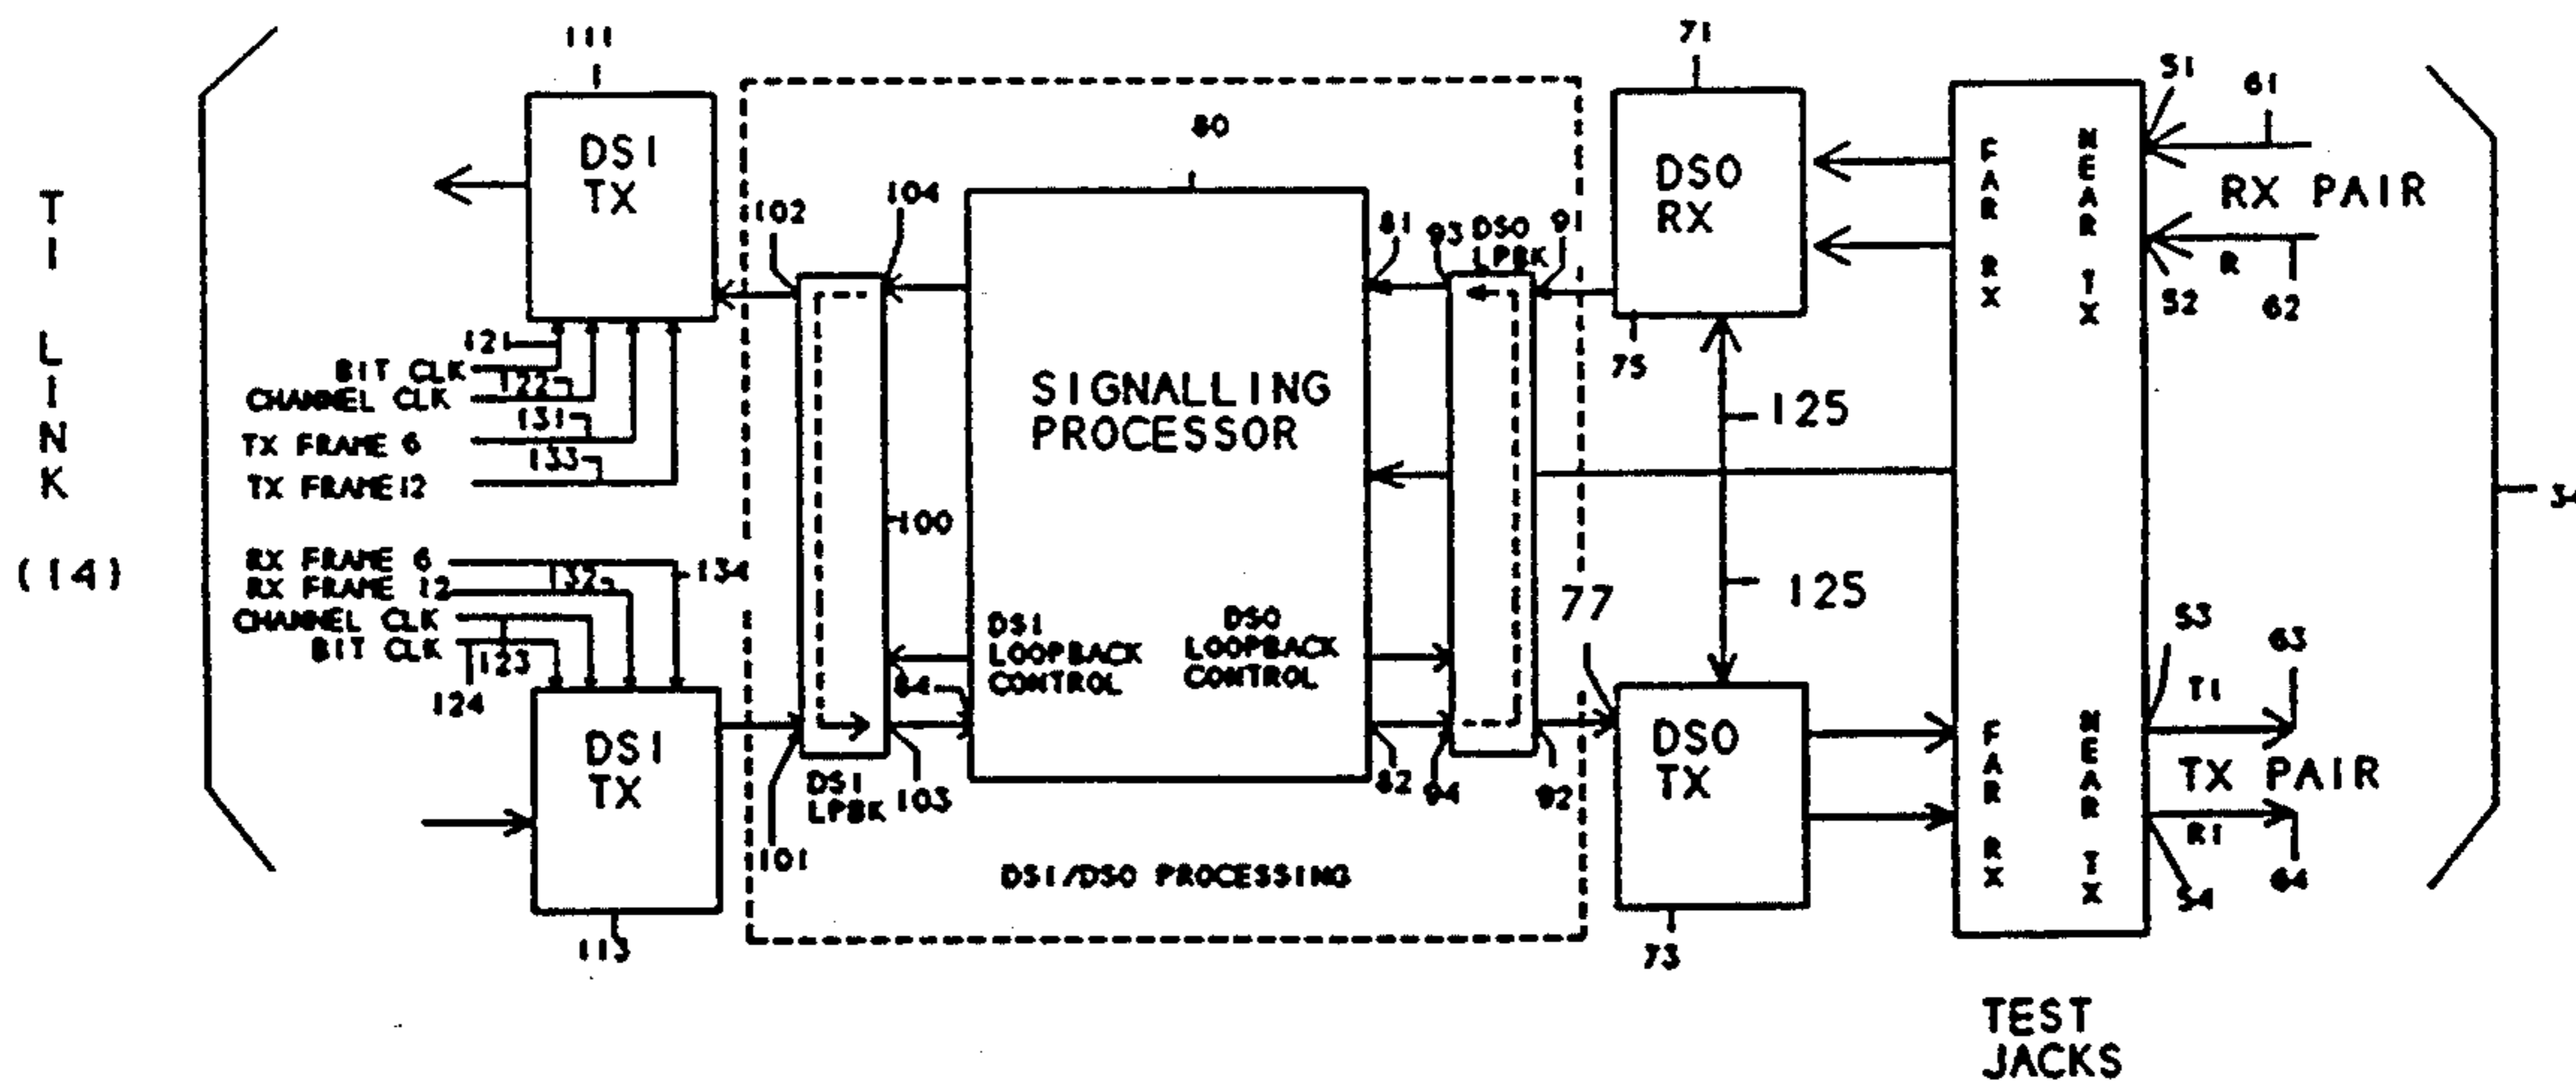 T1 LINK
(14)
111
DS1
TX
121
BIT CLK
122
CHANNEL CLK
131
TX FRAME 6
133
TX FRAME 12
RX FRAME 6
134
132
RX FRAME 12
CHANNEL CLK
BIT CLK
123
124
DS1
TX
113
102
104
100
101
DS1
LPBK
103
80
SIGNALLING
PROCESSOR
DS1
LOOPBACK
CONTROL
DS0
LOOPBACK
CONTROL
84
81
82
93
DS0
LPBK
9
94
92
DS1/DS0 PROCESSING
71
DS0
RX
75
125
125
77
DS0
TX
73
FAR RX
NEAR TX
FAR RX
NEAR TX
TEST
JACKS
51
61
RX PAIR
R
52
62
53
63
T1
TX PAIR
R1
54
64